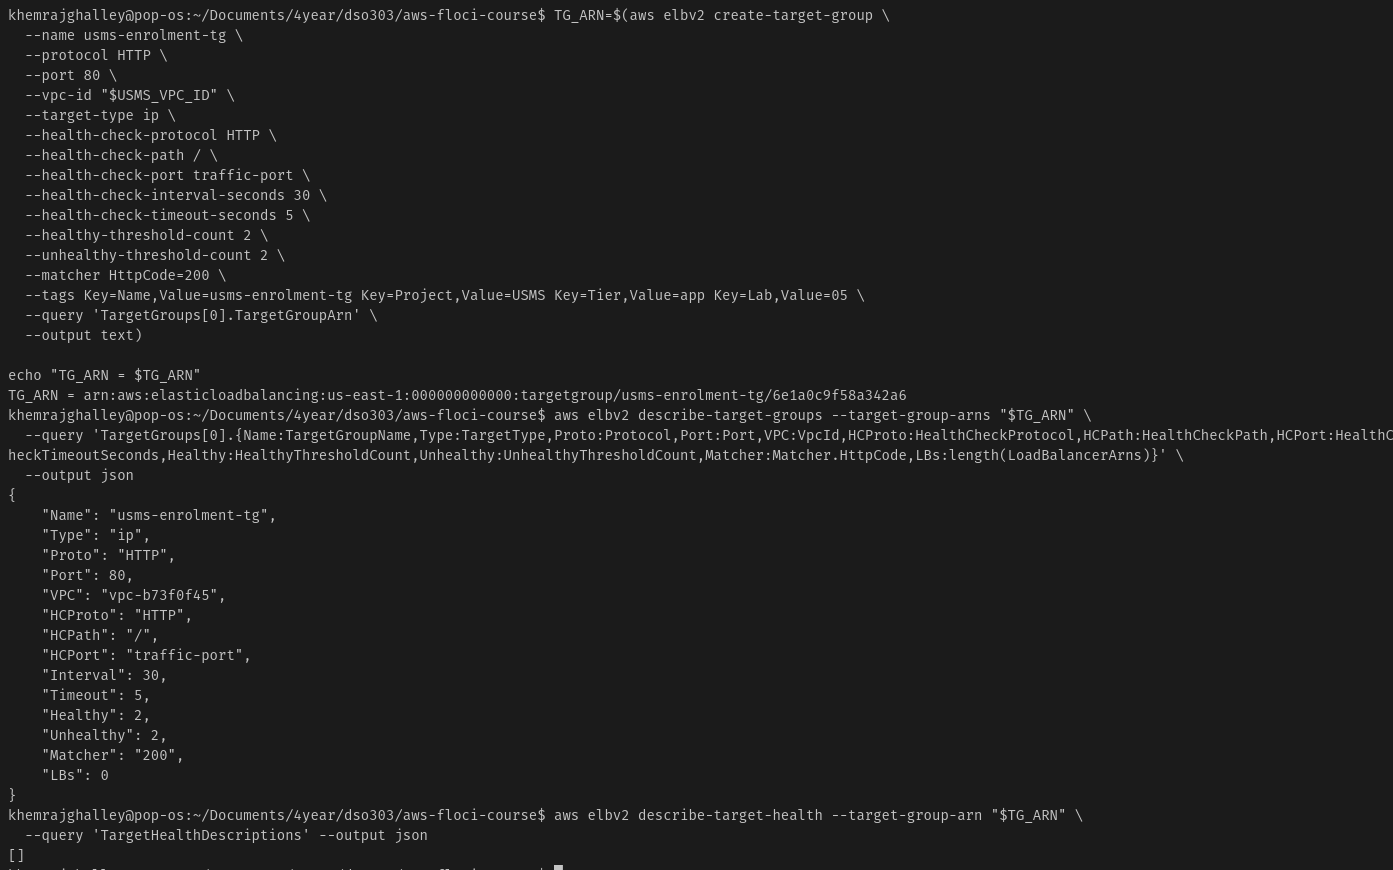 khemrajghalley@pop-os:~/Documents/4year/dso303/aws-floci-course$ TG_ARN=$(aws elbv2 create-target-group \
  --name usms-enrolment-tg \
  --protocol HTTP \
  --port 80 \
  --vpc-id "$USMS_VPC_ID" \
  --target-type ip \
  --health-check-protocol HTTP \
  --health-check-path / \
  --health-check-port traffic-port \
  --health-check-interval-seconds 30 \
  --health-check-timeout-seconds 5 \
  --healthy-threshold-count 2 \
  --unhealthy-threshold-count 2 \
  --matcher HttpCode=200 \
  --tags Key=Name,Value=usms-enrolment-tg Key=Project,Value=USMS Key=Tier,Value=app Key=Lab,Value=05 \
  --query 'TargetGroups[0].TargetGroupArn' \
  --output text)

echo "TG_ARN = $TG_ARN"
TG_ARN = arn:aws:elasticloadbalancing:us-east-1:000000000000:targetgroup/usms-enrolment-tg/6e1a0c9f58a342a6
khemrajghalley@pop-os:~/Documents/4year/dso303/aws-floci-course$ aws elbv2 describe-target-groups --target-group-arns "$TG_ARN" \
  --query 'TargetGroups[0].{Name:TargetGroupName,Type:TargetType,Proto:Protocol,Port:Port,VPC:VpcId,HCProto:HealthCheckProtocol,HCPath:HealthCheckPath,HCPort:HealthC
heckTimeoutSeconds,Healthy:HealthyThresholdCount,Unhealthy:UnhealthyThresholdCount,Matcher:Matcher.HttpCode,LBs:length(LoadBalancerArns)}' \
  --output json
{
    "Name": "usms-enrolment-tg",
    "Type": "ip",
    "Proto": "HTTP",
    "Port": 80,
    "VPC": "vpc-b73f0f45",
    "HCProto": "HTTP",
    "HCPath": "/",
    "HCPort": "traffic-port",
    "Interval": 30,
    "Timeout": 5,
    "Healthy": 2,
    "Unhealthy": 2,
    "Matcher": "200",
    "LBs": 0
}
khemrajghalley@pop-os:~/Documents/4year/dso303/aws-floci-course$ aws elbv2 describe-target-health --target-group-arn "$TG_ARN" \
  --query 'TargetHealthDescriptions' --output json
[]